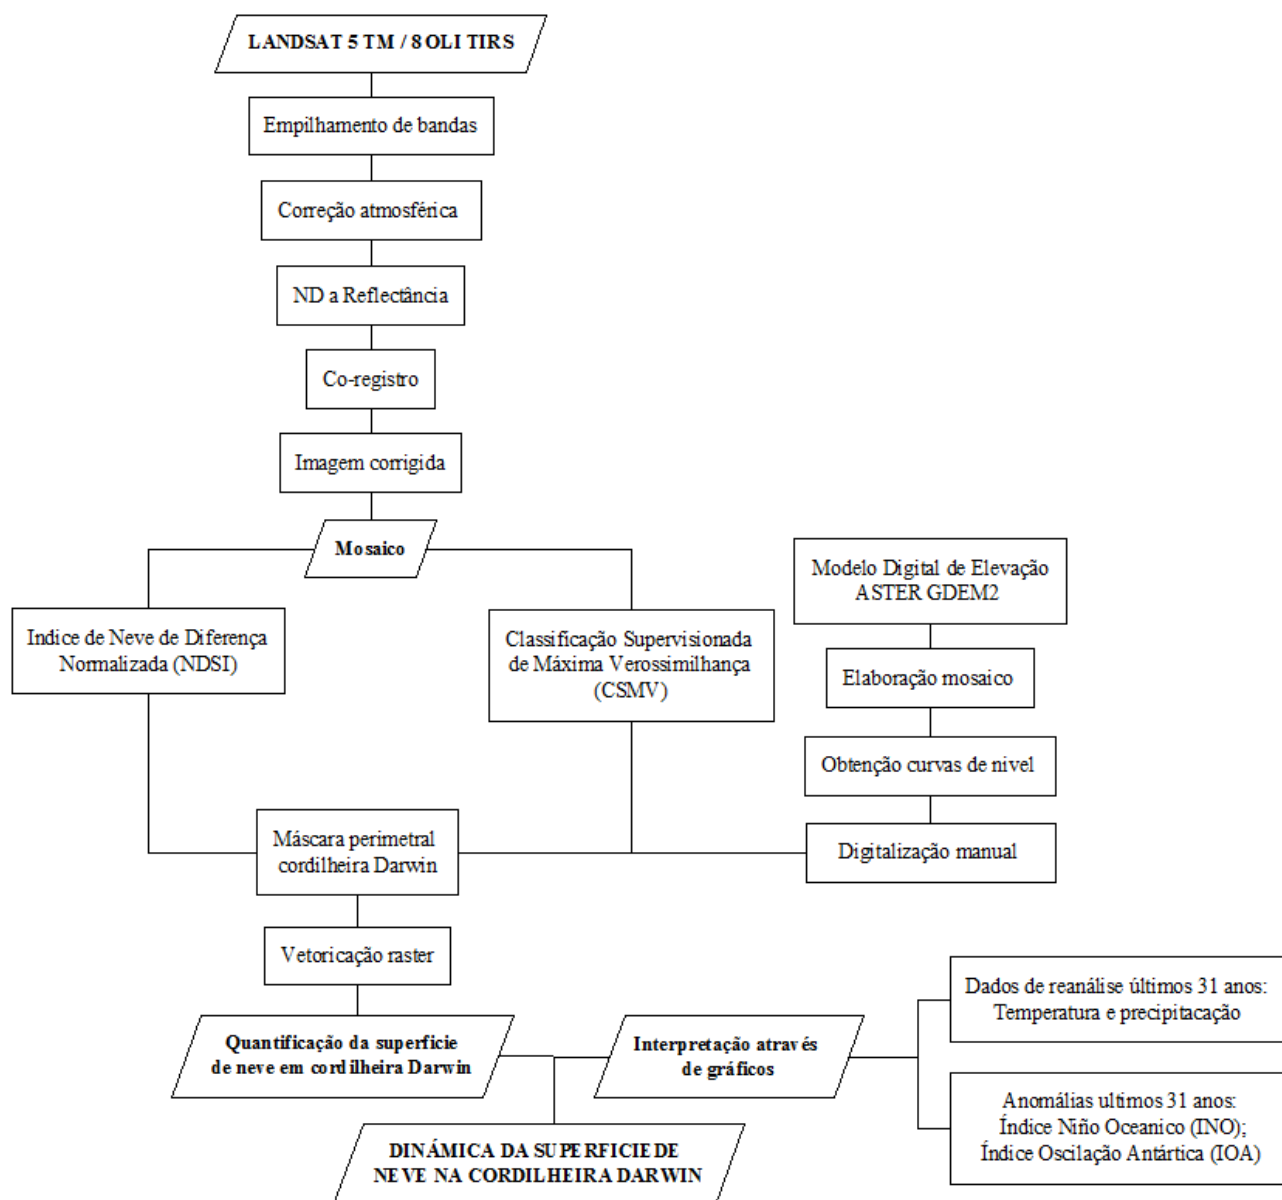 LANDSAT 5 TM / 8 OLI TIRS
Empilhamento de bandas
Correção atmosférica
ND a Reflectância
Co-registro
Imagem corrigida
Mosaico
Indice de Neve de Diferença
Normalizada (NDSI)
Classificação Supervisionada
de Máxima Verossimilhança
(CSMV)
Modelo Digital de Elevação
ASTER GDEM2
Elaboração mosaico
Obtenção curvas de nivel
Digitalização manual
Máscara perimetral
cordilheira Darwin
Vetoricação raster
Quantificação da superficie
de neve em cordilheira Darwin
Interpretação através
de gráficos
Dados de reanálise últimos 31 anos:
Temperatura e precipitacação
Anomálias ultimos 31 anos:
Índice Niño Oceanico (INO);
Índice Oscilação Antártica (IOA)
DINÁMICA DA SUPERFICIE DE
NEVE NA CORDILHEIRA DARWIN